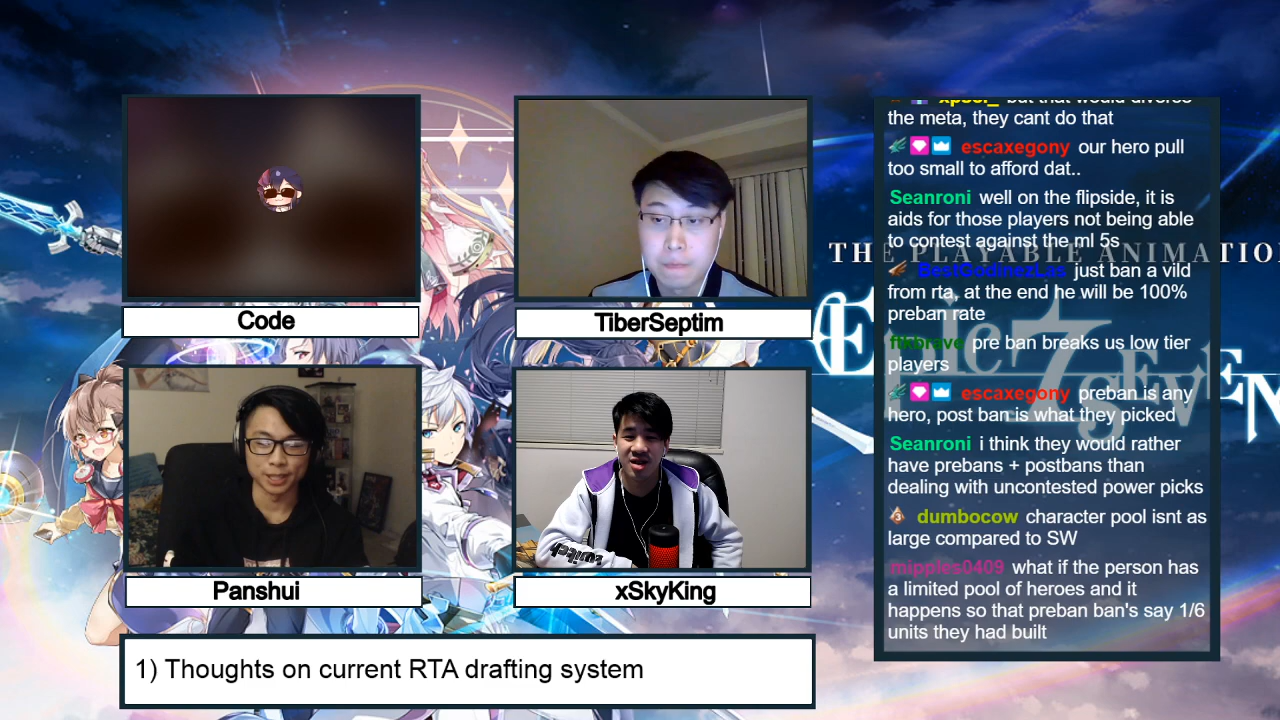 Code
TiberSeptim
Panshui
xSkyKing
1) Thoughts on current RTA drafting system
THE PLAYABLE ANIMATIO
the meta, they cant do that
escaxegony our hero pull
too small to afford dat..
Seanroni well on the flipside, it is
aids for those players not being able
to contest against the ml 5s
BestGodinezLas just ban a vild
from rta, at the end he will be 100%
preban rate
pre ban breaks us low tier
players
escaxegony preban is any
hero, post ban is what they picked
Seanroni i think they would rather
have prebans + postbans than
dealing with uncontested power picks
dumbocow character pool isnt as
large compared to SW
mipples0409 what if the person has
a limited pool of heroes and it
happens so that preban ban's say 1/6
units they had built